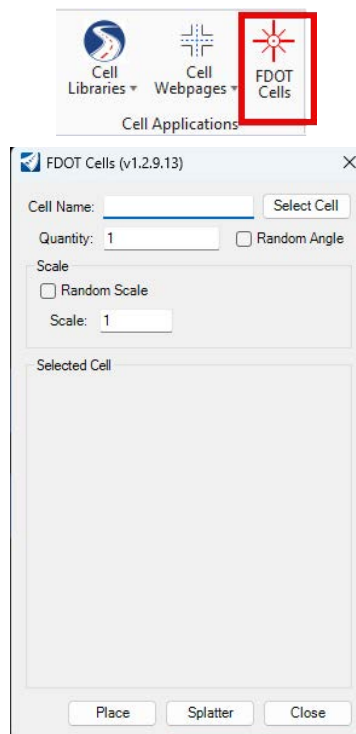 Cell Libraries ▾
Cell Webpages ▾
FDOT Cells
Cell Applications
FDOT Cells (v1.2.9.13)
Cell Name:
Select Cell
Quantity: 1
Random Angle
Scale
Random Scale
Scale: 1
Selected Cell
Place
Splatter
Close